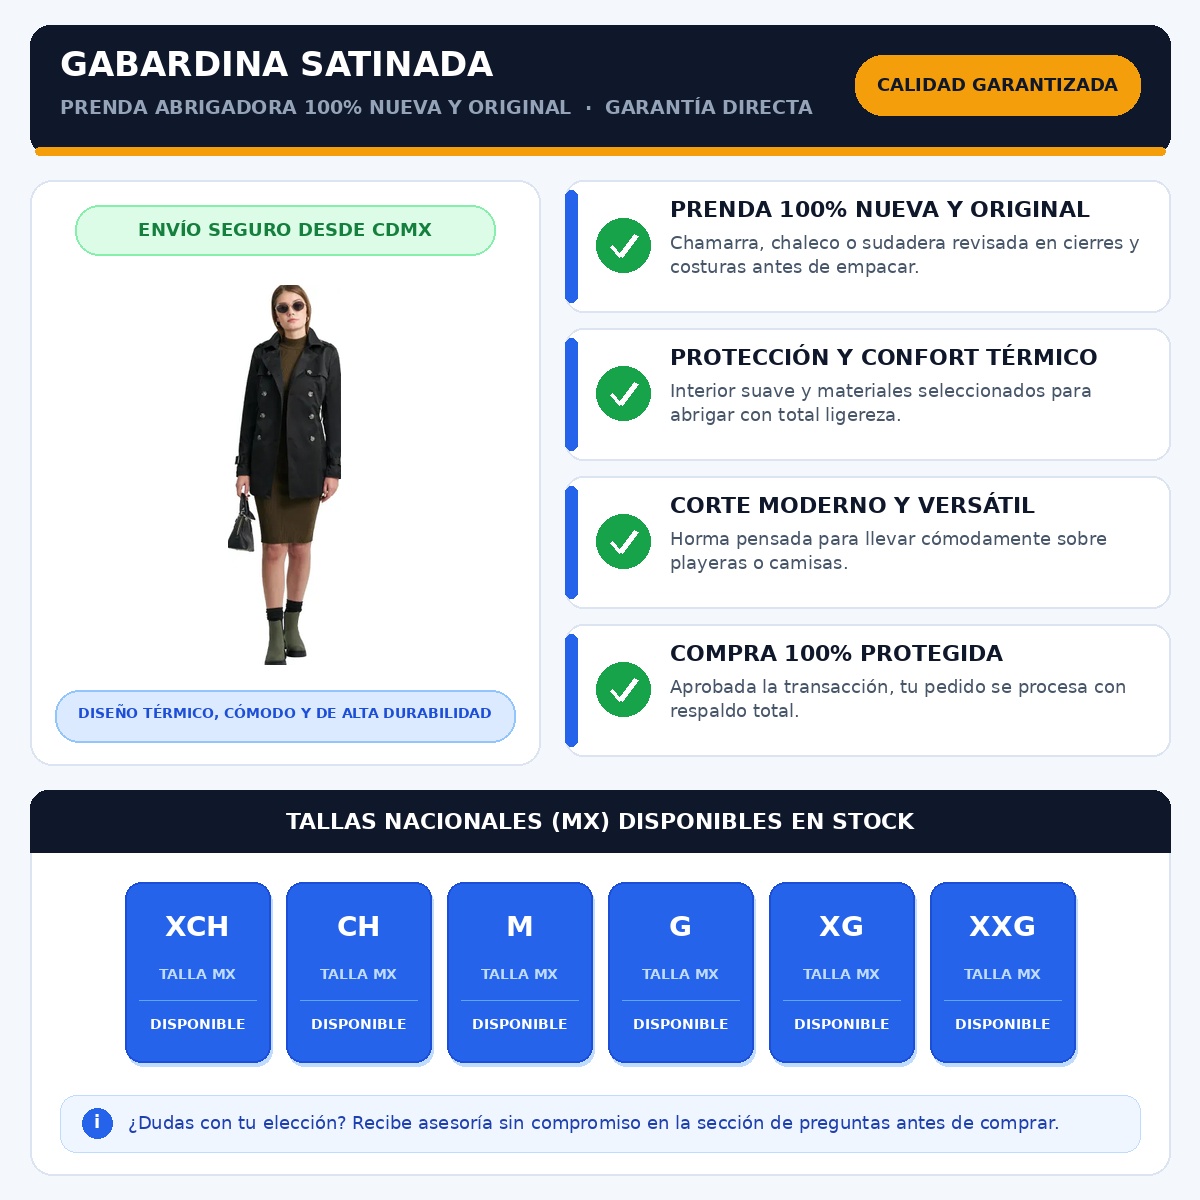 GABARDINA SATINADA
PRENDA ABRIGADORA 100% NUEVA Y ORIGINAL · GARANTÍA DIRECTA
CALIDAD GARANTIZADA
ENVÍO SEGURO DESDE CDMX
DISEÑO TÉRMICO, CÓMODO Y DE ALTA DURABILIDAD
PRENDA 100% NUEVA Y ORIGINAL
Chamarra, chaleco o sudadera revisada en cierres y
costuras antes de empacar.
PROTECCIÓN Y CONFORT TÉRMICO
Interior suave y materiales seleccionados para
abrigar con total ligereza.
CORTE MODERNO Y VERSÁTIL
Horma pensada para llevar cómodamente sobre
playeras o camisas.
COMPRA 100% PROTEGIDA
Aprobada la transacción, tu pedido se procesa con
respaldo total.
TALLAS NACIONALES (MX) DISPONIBLES EN STOCK
XCH
TALLA MX
DISPONIBLE
CH
TALLA MX
DISPONIBLE
M
TALLA MX
DISPONIBLE
G
TALLA MX
DISPONIBLE
XG
TALLA MX
DISPONIBLE
XXG
TALLA MX
DISPONIBLE
i
¿Dudas con tu elección? Recibe asesoría sin compromiso en la sección de preguntas antes de comprar.